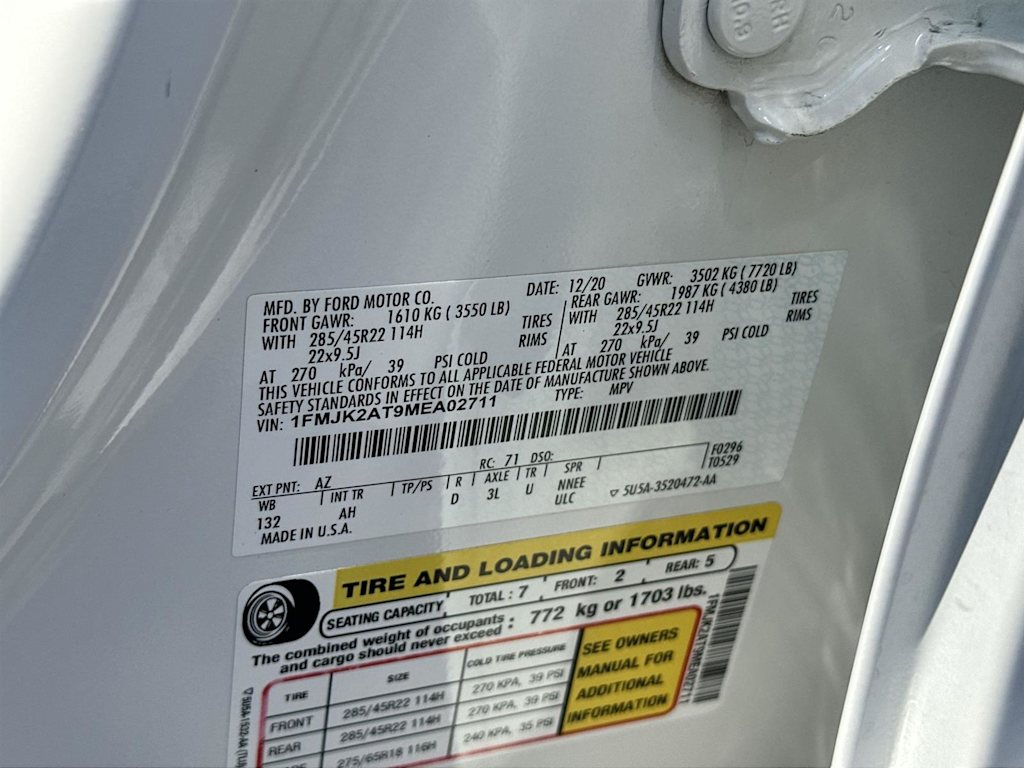 RH
MFD. BY FORD MOTOR CO. DATE: 12/20 GVWR: 3502 KG ( 7720 LB)
FRONT GAWR: 1610 KG ( 3550 LB) REAR GAWR: 1987 KG ( 4380 LB)
WITH 285/45R22 114H TIRES WITH 285/45R22 114H TIRES
22x9.5J RIMS 22x9.5J RIMS
AT 270 kPa/ 39 PSI COLD AT 270 kPa/ 39 PSI COLD
THIS VEHICLE CONFORMS TO ALL APPLICABLE FEDERAL MOTOR VEHICLE
SAFETY STANDARDS IN EFFECT ON THE DATE OF MANUFACTURE SHOWN ABOVE.
VIN: 1FMJK2AT9MEA02711 TYPE: MPV
F0296
T0529
EXT PNT: AZ RC: 71 DSO:
WB INT TR TP/PS R AXLE TR SPR
132 AH D 3L U NNEE
ULC
5U5A-3520472-AA
MADE IN U.S.A.
TIRE AND LOADING INFORMATION
SEATING CAPACITY TOTAL : 7 FRONT: 2 REAR: 5
The combined weight of occupants and cargo should never exceed : 772 kg or 1703 lbs.
TIRE SIZE COLD TIRE PRESSURE
FRONT 285/45R22 114H 270 KPA, 39 PSI
REAR 285/45R22 114H 270 KPA, 39 PSI
275/65R18 116H 240 KPA, 35 PSI
SEE OWNERS
MANUAL FOR
ADDITIONAL
INFORMATION